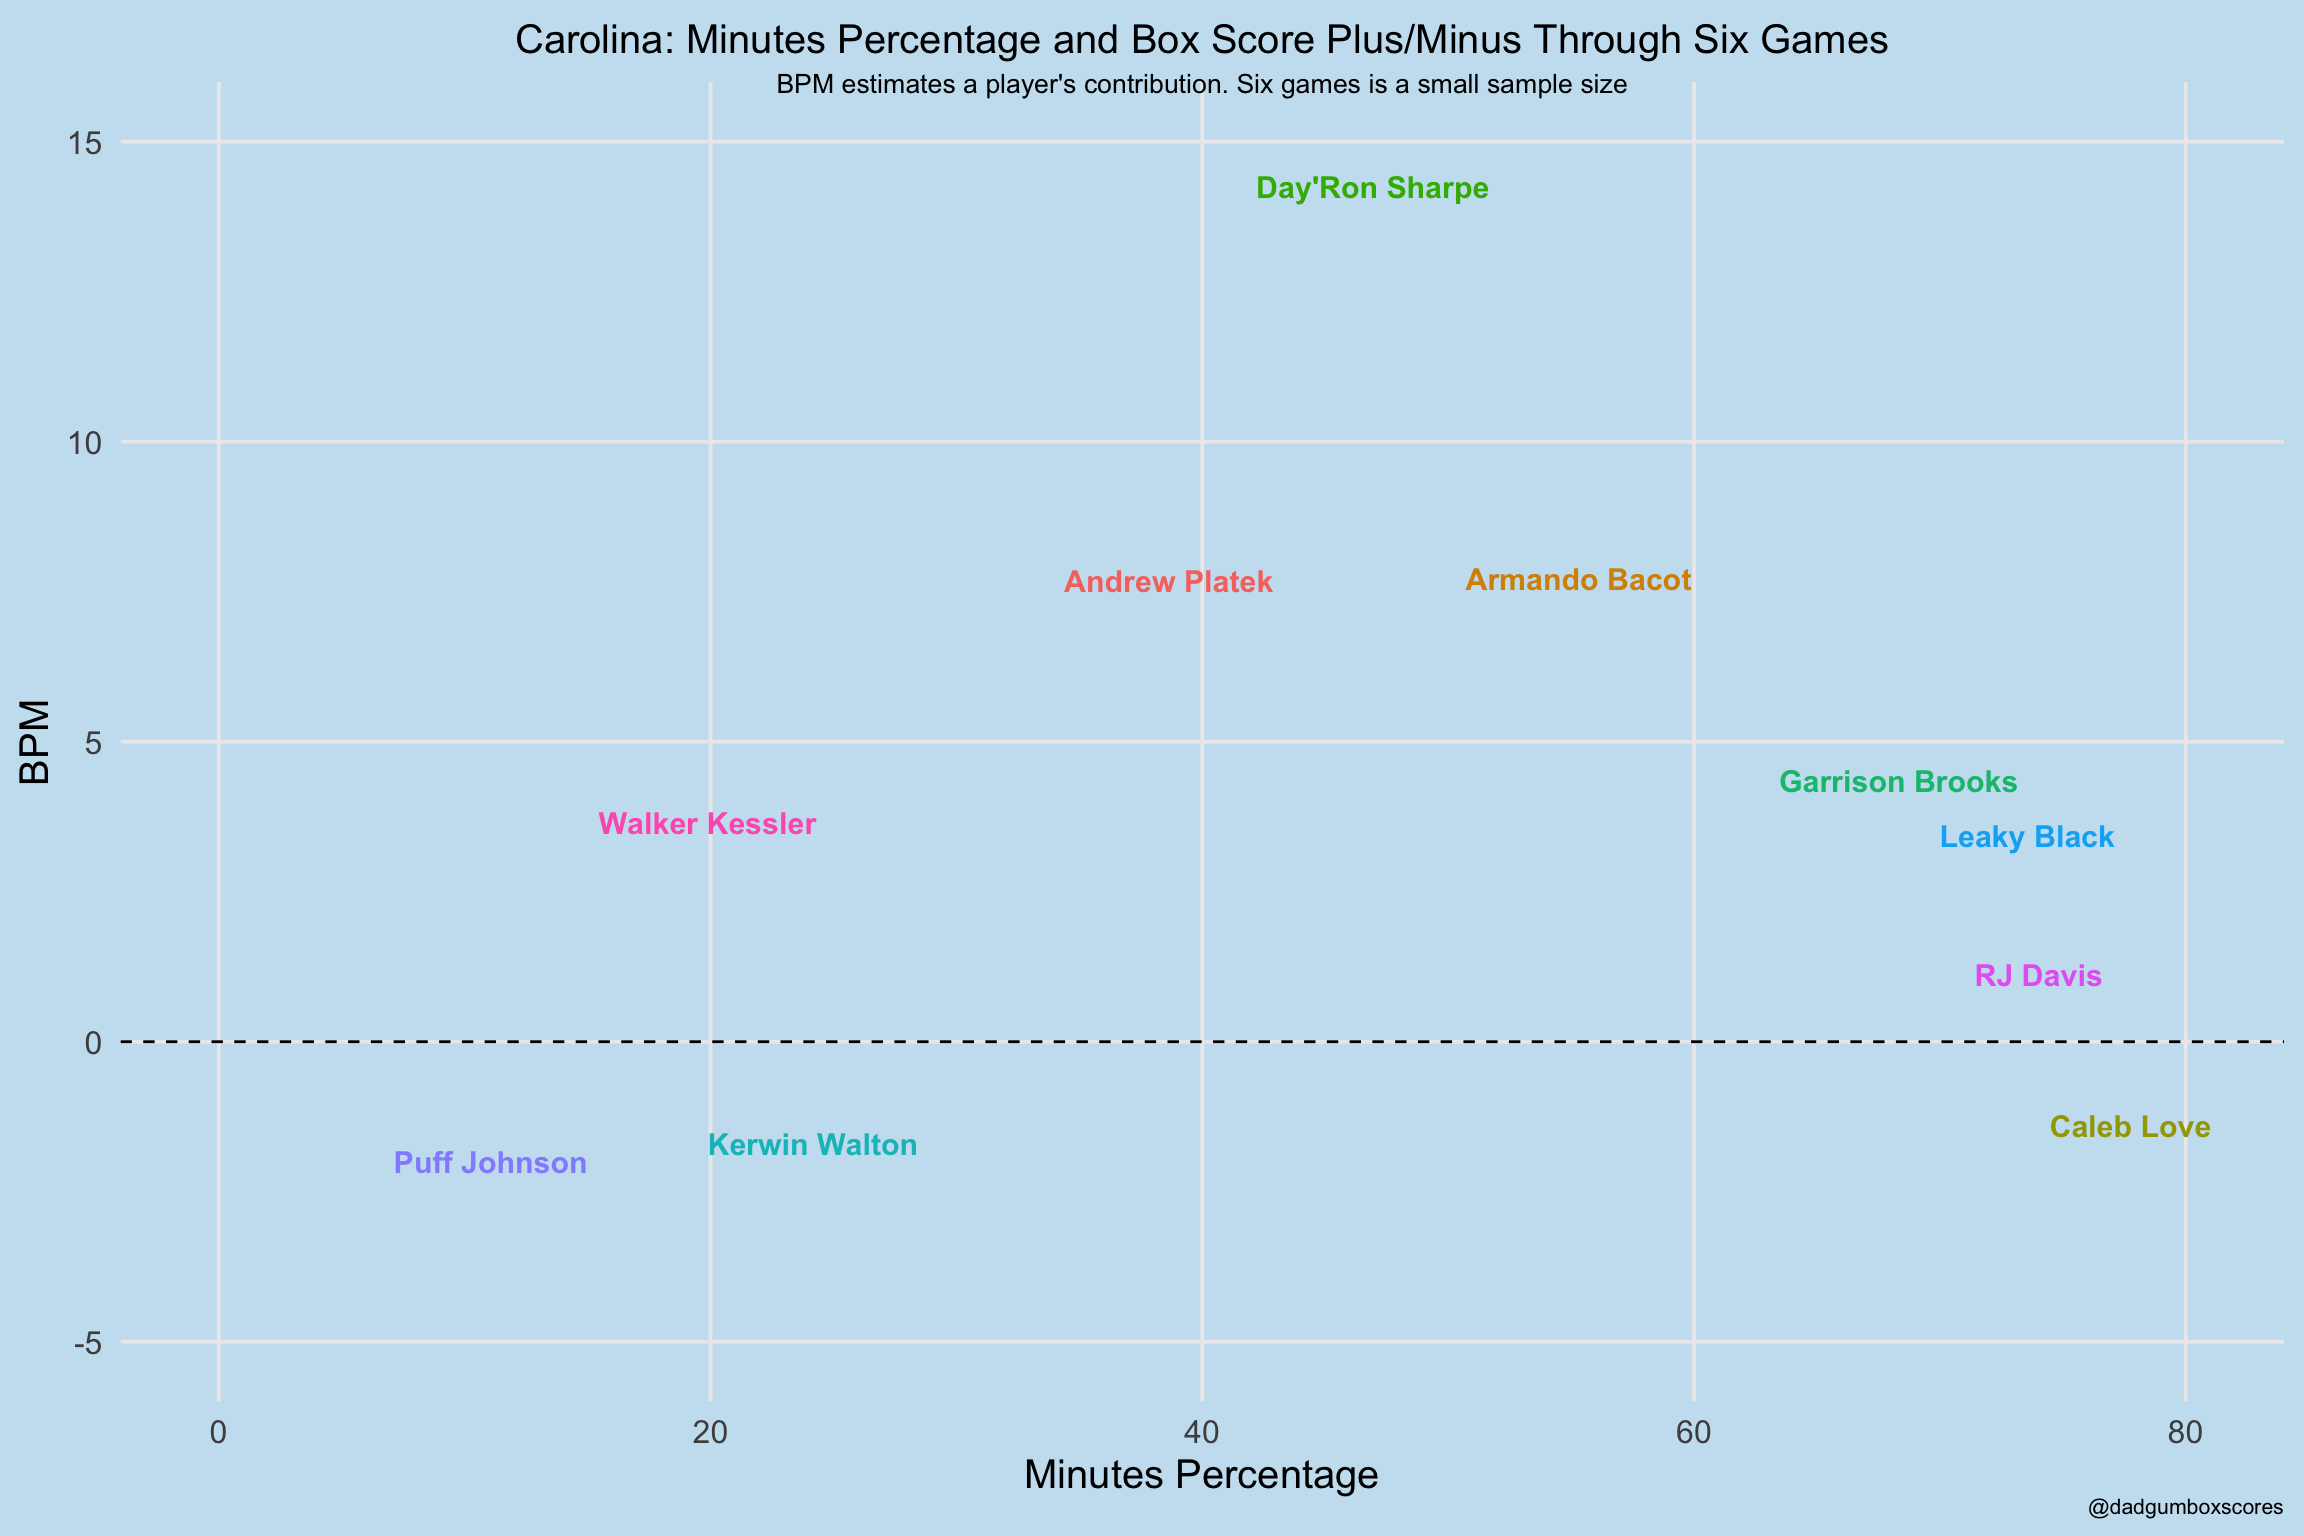 Carolina: Minutes Percentage and Box Score Plus/Minus Through Six Games
BPM estimates a player's contribution. Six games is a small sample size
15
Day'Ron Sharpe
10
Andrew Platek
Armando Bacot
BPM
5
Garrison Brooks
Walker Kessler
Leaky Black
RJ Davis
0
Caleb Love
Kerwin Walton
Puff Johnson
-5
0 20 40 60 80
Minutes Percentage
@dadgumboxscores